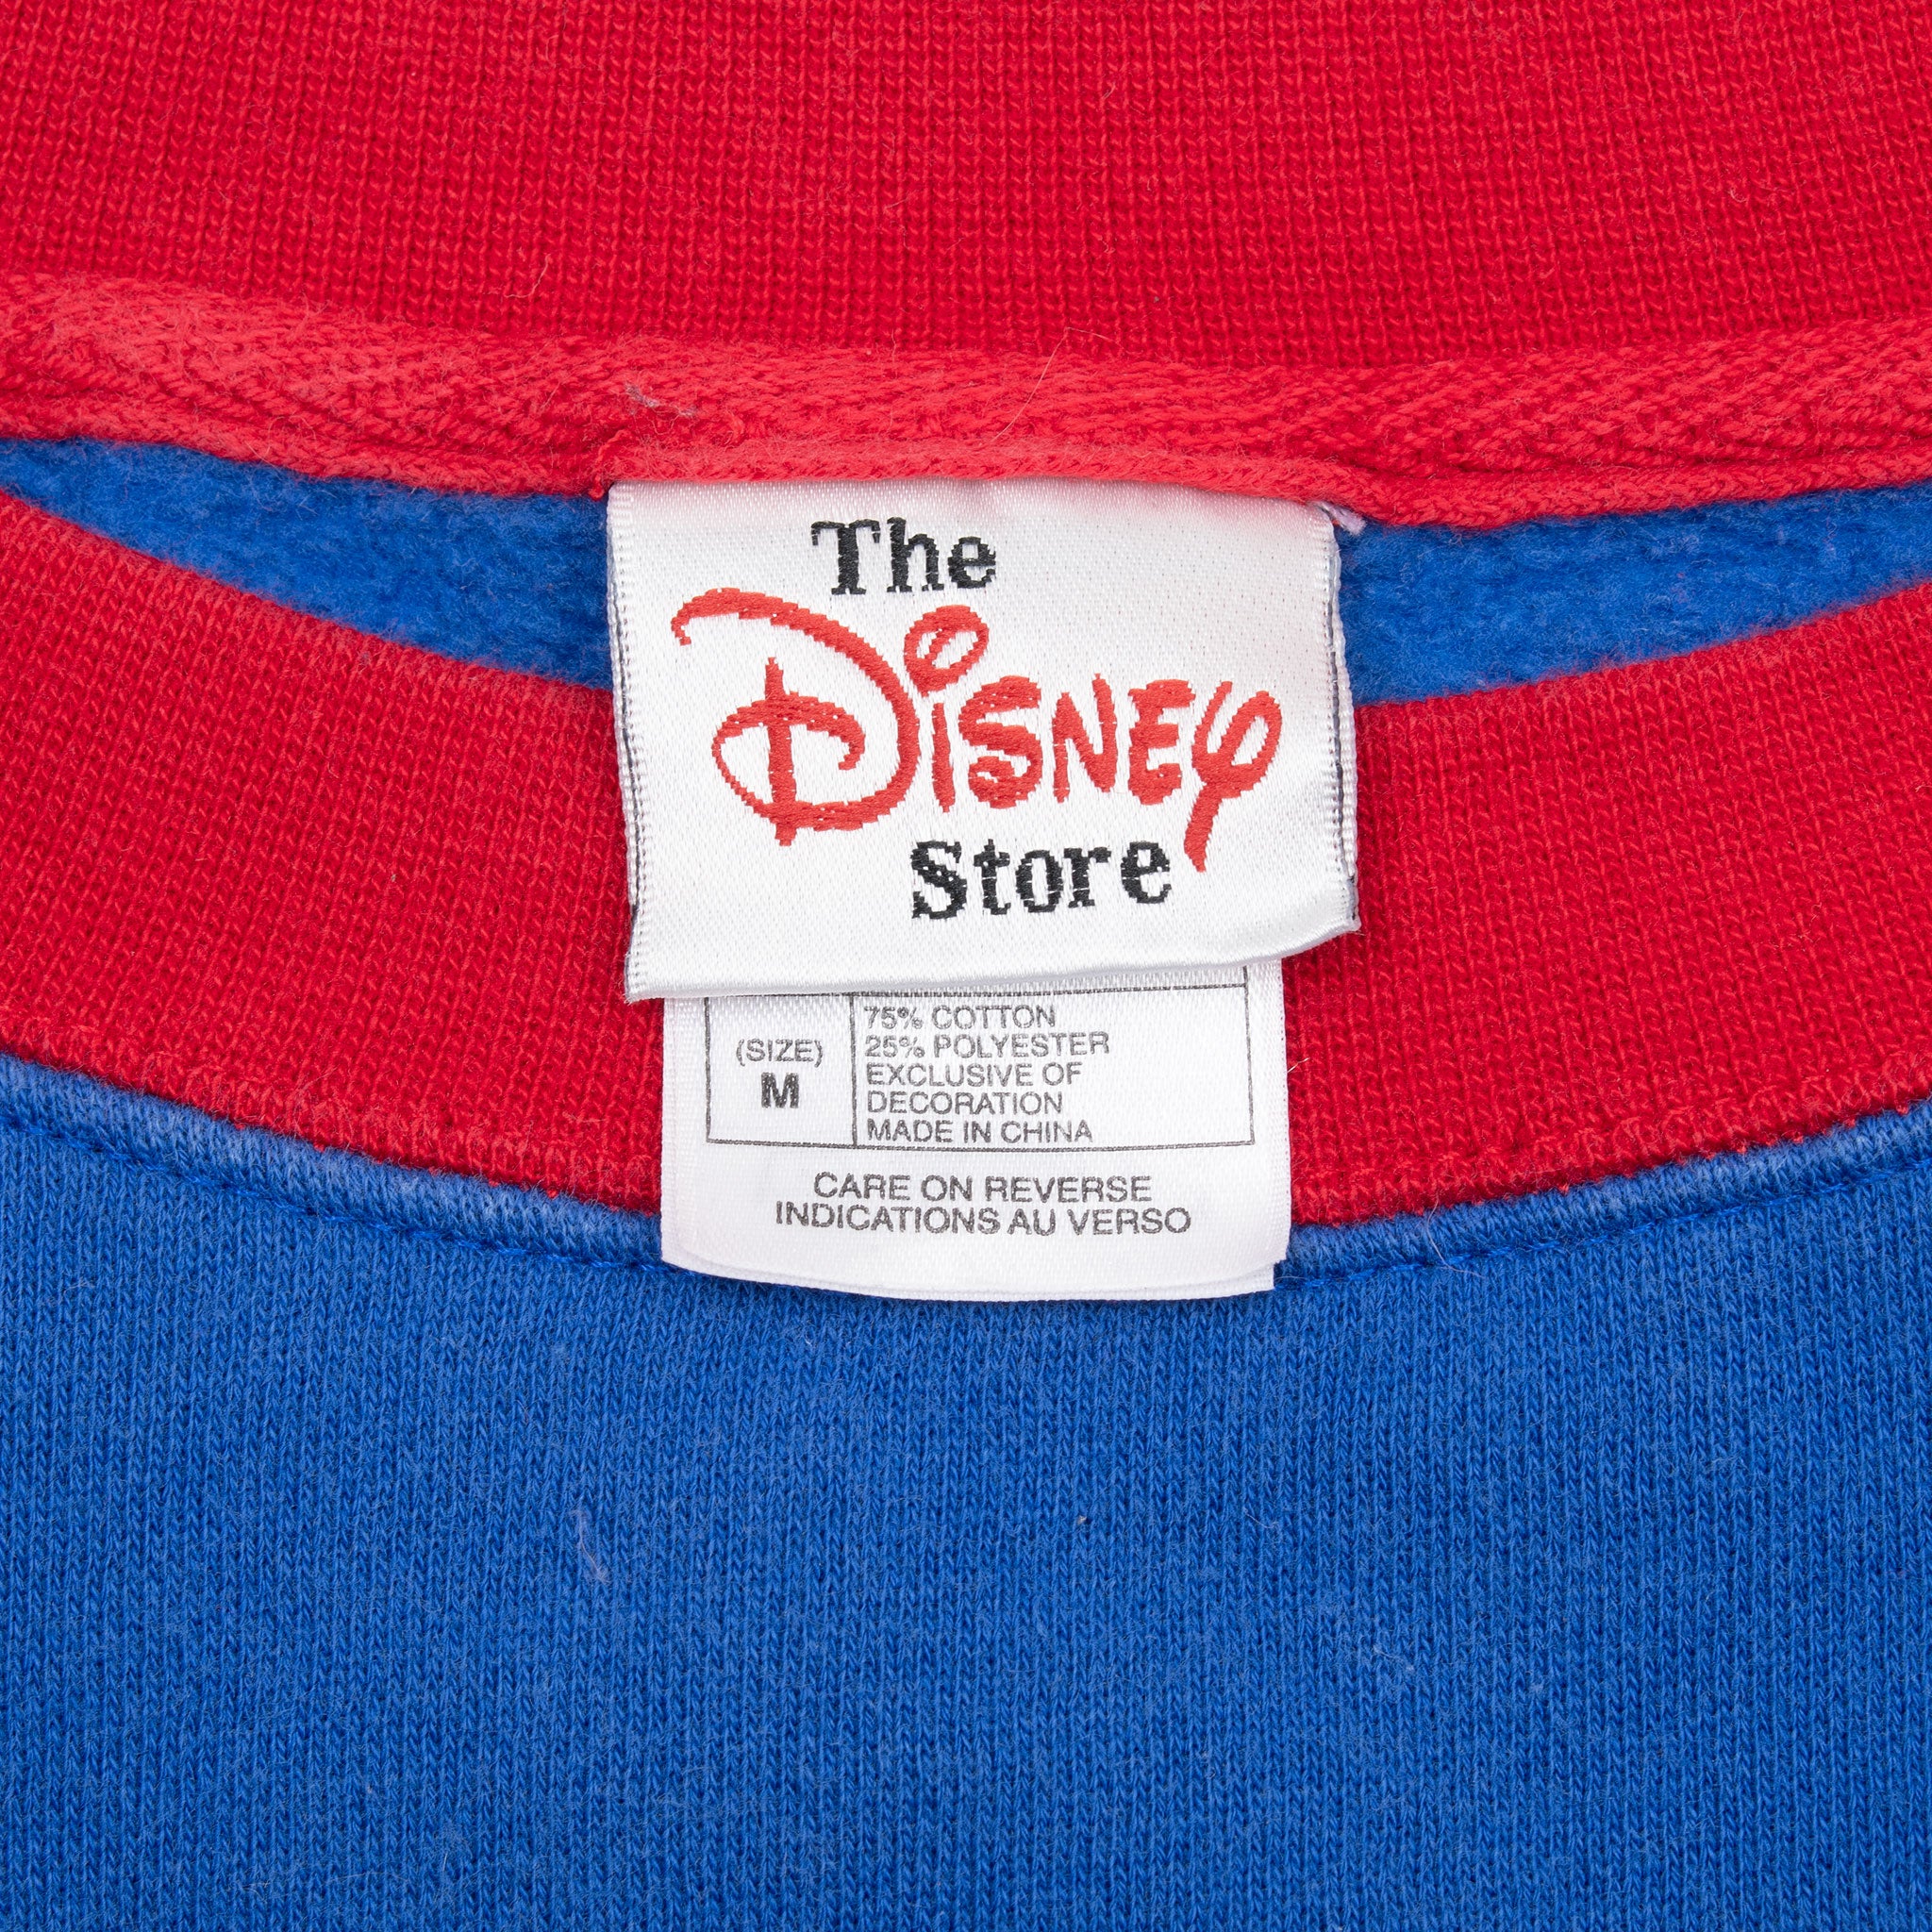 The
Disney
Store
(SIZE)
M
75% COTTON
25% POLYESTER
EXCLUSIVE OF
DECORATION
MADE IN CHINA
CARE ON REVERSE
INDICATIONS AU VERSO